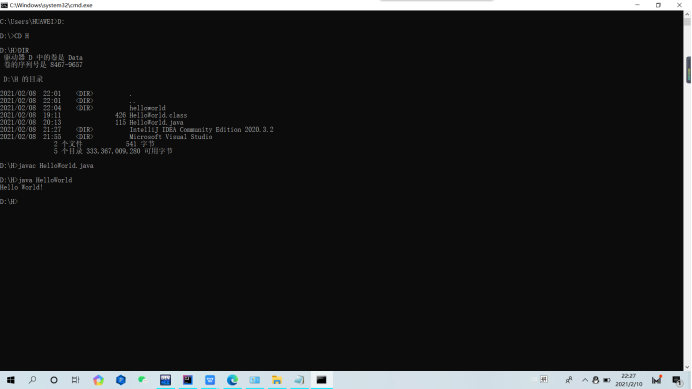 C:\Windows\system32\cmd.exe
C:\Users\HUAWEI>D:
D:\>CD H
D:\H>DIR
驱动器 D 中的卷是 Data
卷的序列号是 8467-9657
D:\H 的目录
2021/02/08  22:01    <DIR>          .
2021/02/08  22:01    <DIR>          ..
2021/02/08  22:04    <DIR>          helloworld
2021/02/08  19:11               426 HelloWorld.class
2021/02/08  20:13               115 HelloWorld.java
2021/02/08  21:27    <DIR>          IntelliJ IDEA Community Edition 2020.3.2
2021/02/08  21:55    <DIR>          Microsoft Visual Studio
2 个文件            541 字节
5 个目录 333,367,009,280 可用字节
D:\H>javac HelloWorld.java
D:\H>java HelloWorld
Hello World!
D:\H>
22:27
2021/2/10